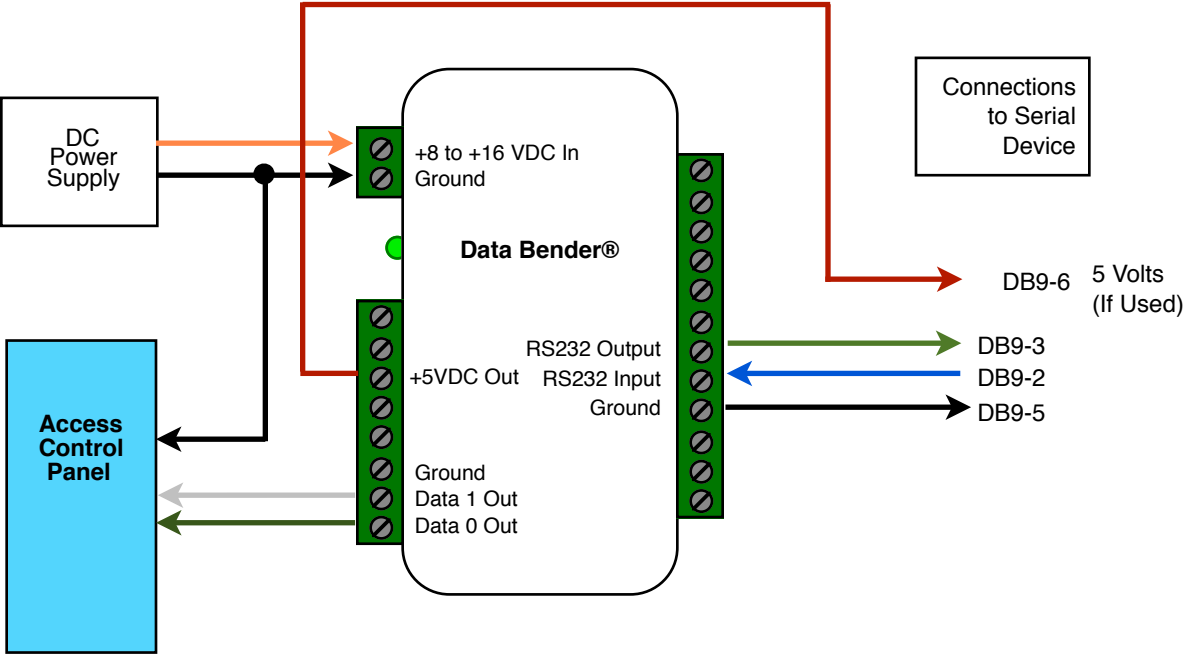 Connections
to Serial
Device
DC
Power
Supply
+8 to +16 VDC In
Ground
Data Bender®
DB9-6
5 Volts
(If Used)
RS232 Output
DB9-3
+5VDC Out
RS232 Input
DB9-2
Ground
DB9-5
Access
Control
Panel
Ground
Data 1 Out
Data 0 Out